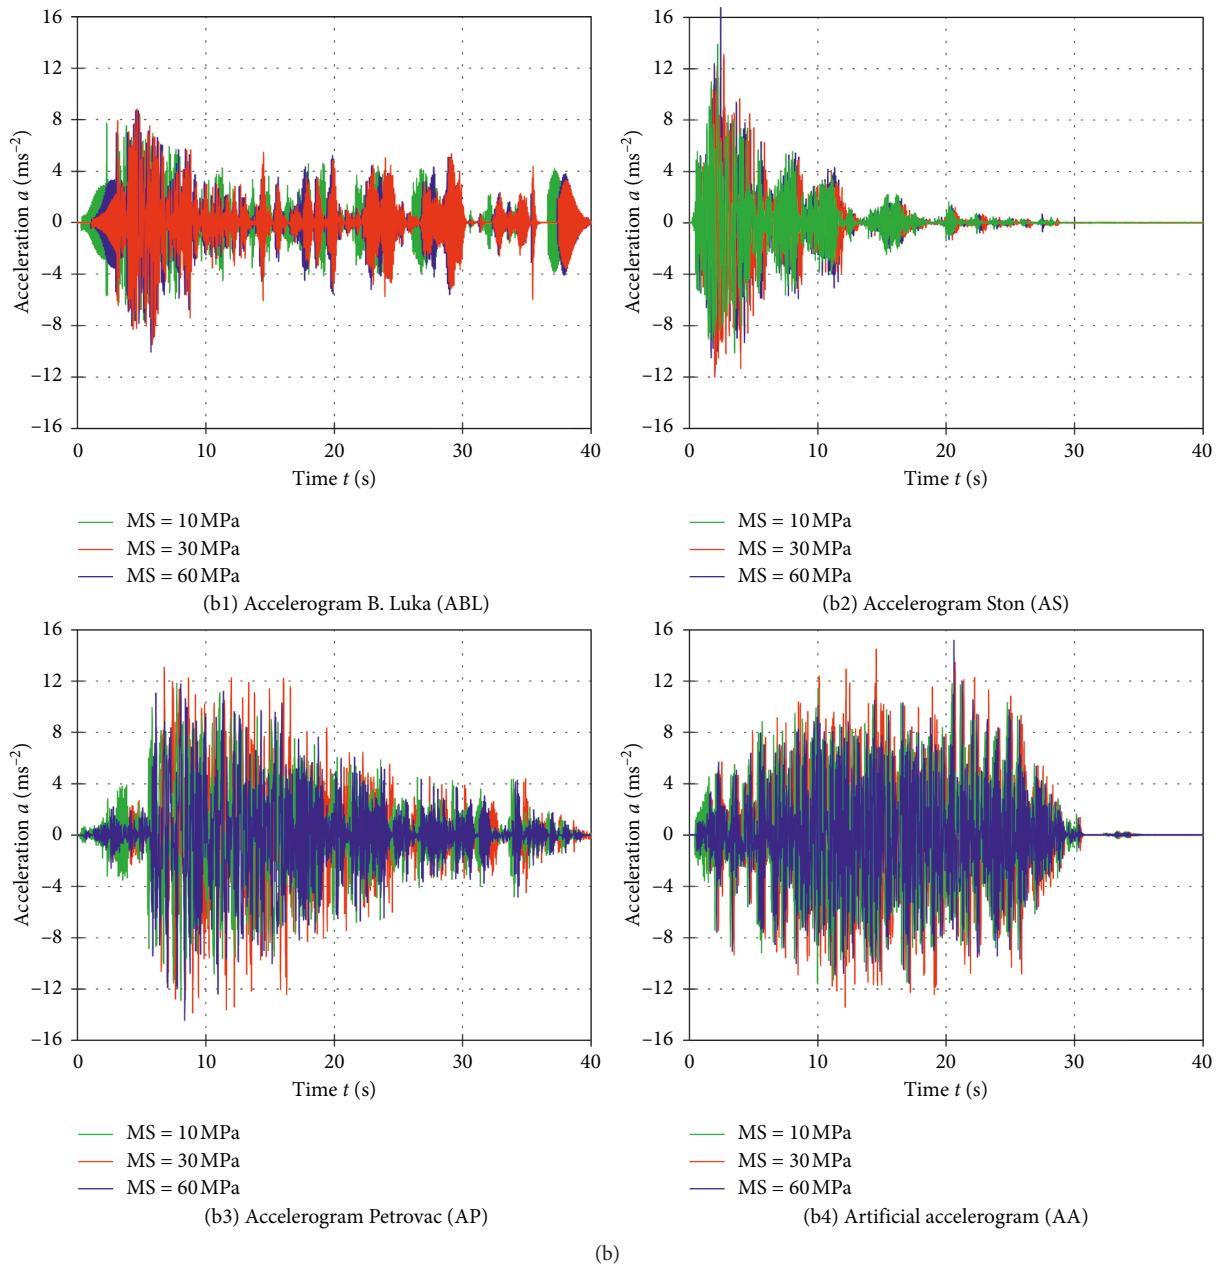 16
12
8
4
0
−4
−8
−12
−16
Acceleration a (ms−2)
0 10 20 30 40
Time t (s)
MS = 10 MPa
MS = 30 MPa
MS = 60 MPa
(b1) Accelerogram B. Luka (ABL)
16
12
8
4
0
−4
−8
−12
−16
Acceleration a (ms−2)
0 10 20 30 40
Time t (s)
MS = 10 MPa
MS = 30 MPa
MS = 60 MPa
(b2) Accelerogram Ston (AS)
16
12
8
4
0
−4
−8
−12
−16
Acceleration a (ms−2)
0 10 20 30 40
Time t (s)
MS = 10 MPa
MS = 30 MPa
MS = 60 MPa
(b3) Accelerogram Petrovac (AP)
16
12
8
4
0
−4
−8
−12
−16
Acceleration a (ms−2)
0 10 20 30 40
Time t (s)
MS = 10 MPa
MS = 30 MPa
MS = 60 MPa
(b4) Artificial accelerogram (AA)
(b)